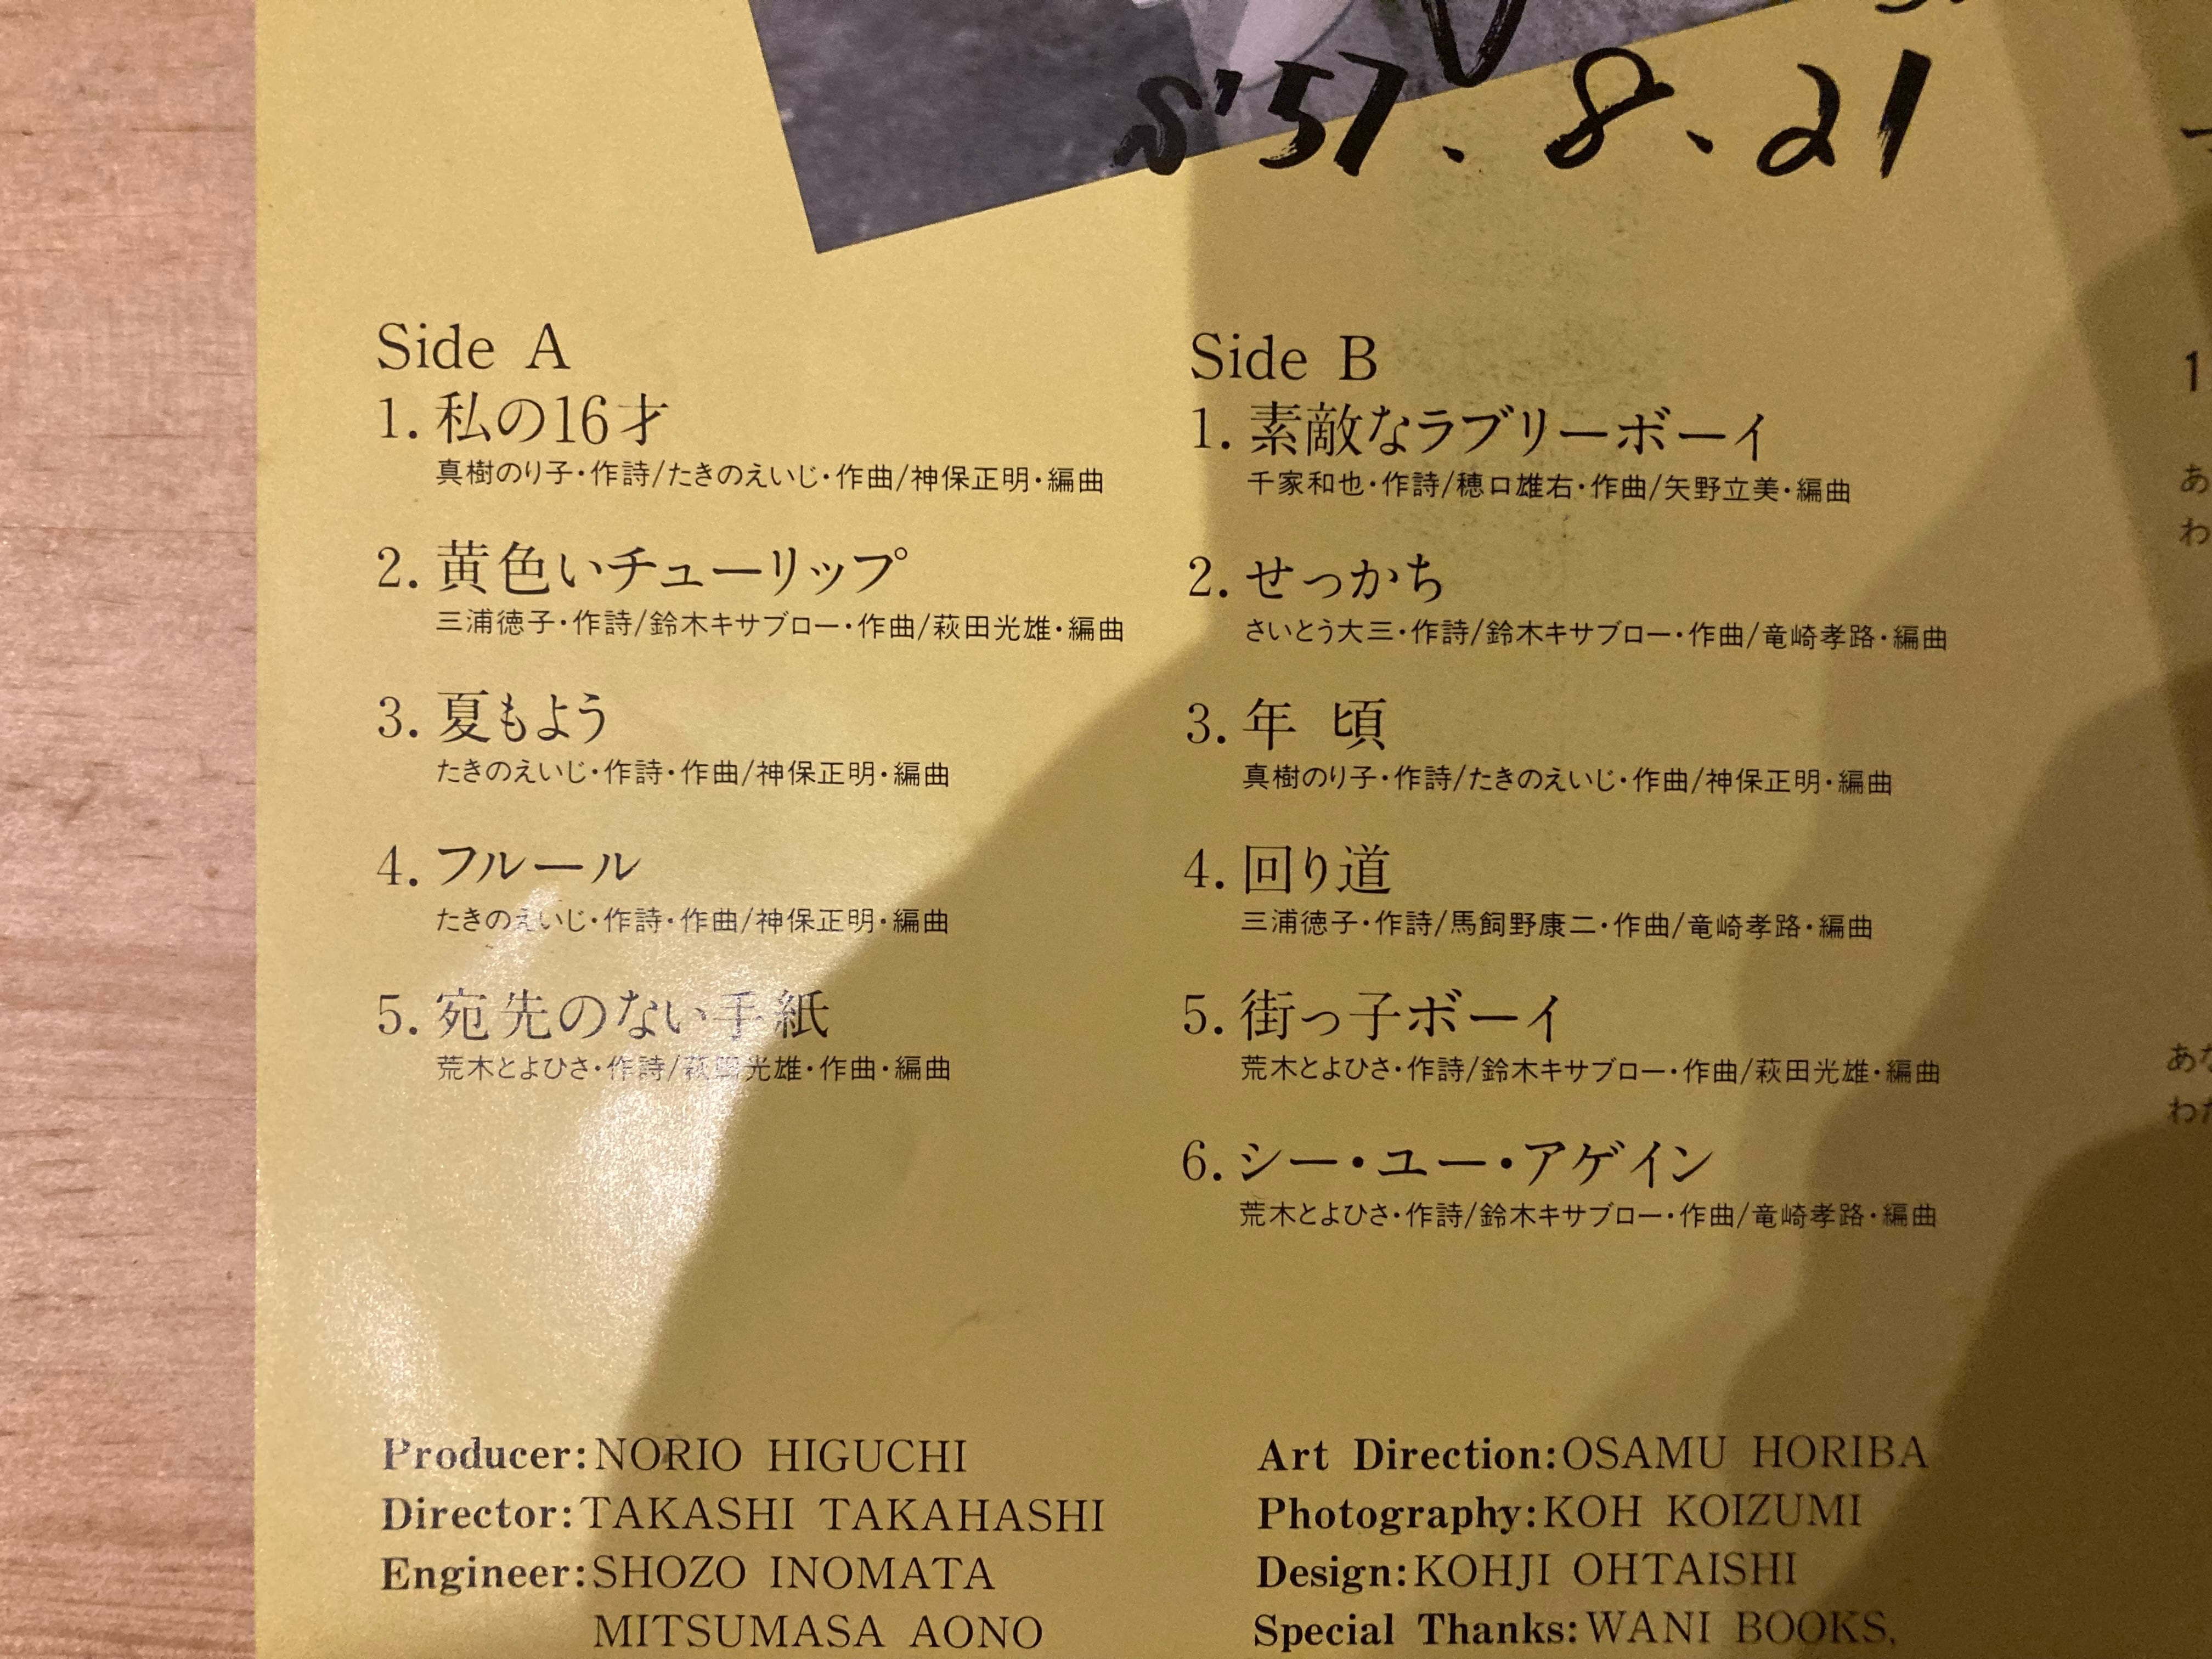 S'57.8.21
Side A
1.私の16才
真樹のり子・作詩/たきのえいじ・作曲/神保正明・編曲
2.黄色いチューリップ
三浦徳子・作詩/鈴木キサブロー・作曲/萩田光雄・編曲
3.夏もよう
たきのえいじ・作詩・作曲/神保正明・編曲
4.フルール
たきのえいじ・作詩・作曲/神保正明・編曲
5.宛先のない手紙
荒木とよひさ・作詩/萩田光雄・作曲・編曲
Side B
1.素敵なラブリーボーイ
千家和也・作詩/穂口雄右・作曲/矢野立美・編曲
2.せっかち
さいとう大三・作詩/鈴木キサブロー・作曲/竜崎孝路・編曲
3.年 頃
真樹のり子・作詩/たきのえいじ・作曲/神保正明・編曲
4.回り道
三浦徳子・作詩/馬飼野康二・作曲/竜崎孝路・編曲
5.街っ子ボーイ
荒木とよひさ・作詩/鈴木キサブロー・作曲/萩田光雄・編曲
6.シー・ユー・アゲイン
荒木とよひさ・作詩/鈴木キサブロー・作曲/竜崎孝路・編曲
Producer:NORIO HIGUCHI
Director:TAKASHI TAKAHASHI
Engineer:SHOZO INOMATA
MITSUMASA AONO
Art Direction:OSAMU HORIBA
Photography:KOH KOIZUMI
Design:KOHJI OHTAISHI
Special Thanks:WANI BOOKS,
1
あ
わ
あな
わた